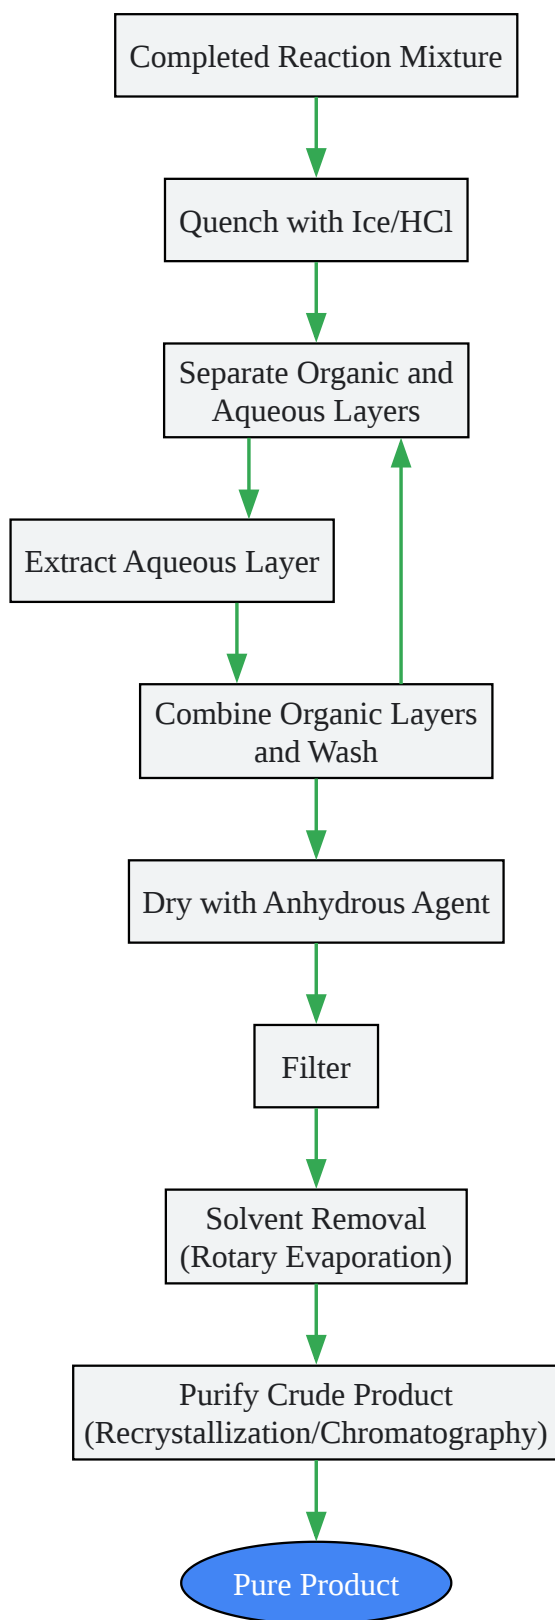 Completed Reaction Mixture
Quench with Ice/HCl
Separate Organic and
Aqueous Layers
Extract Aqueous Layer
Combine Organic Layers
and Wash
Dry with Anhydrous Agent
Filter
Solvent Removal
(Rotary Evaporation)
Purify Crude Product
(Recrystallization/Chromatography)
Pure Product